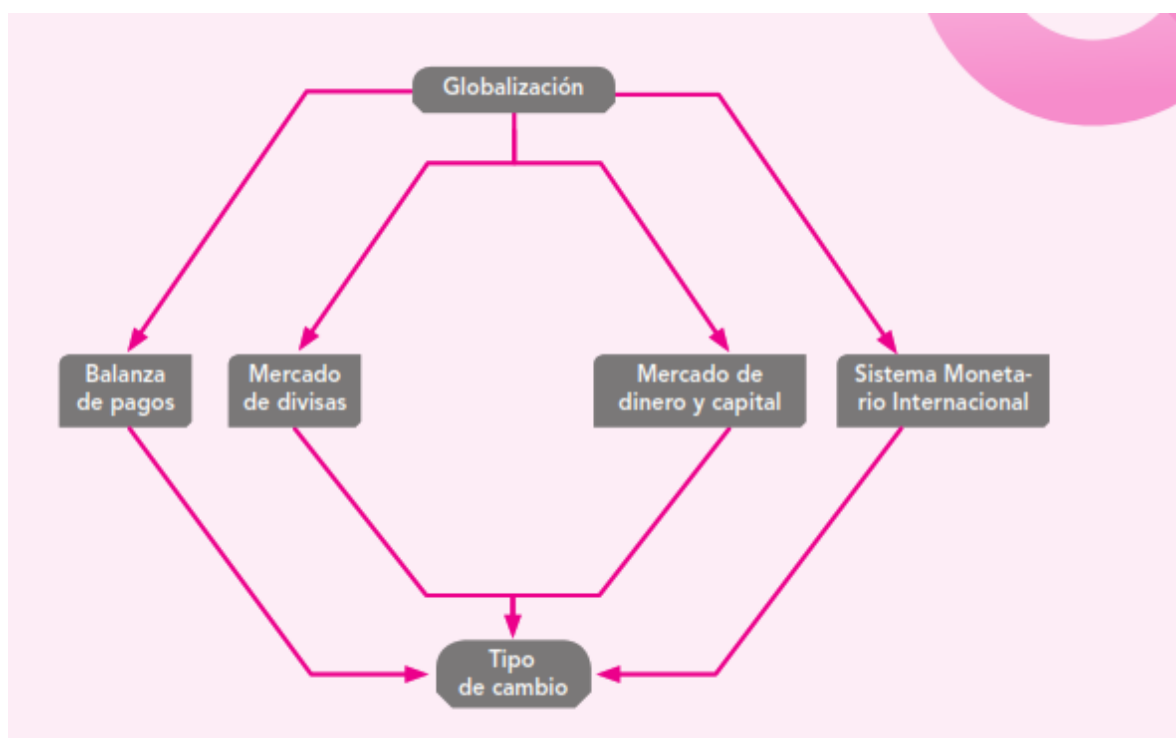 Globalización
Balanza
de pagos
Mercado
de divisas
Mercado de
dinero y capital
Sistema Moneta-
rio Internacional
Tipo
de cambio